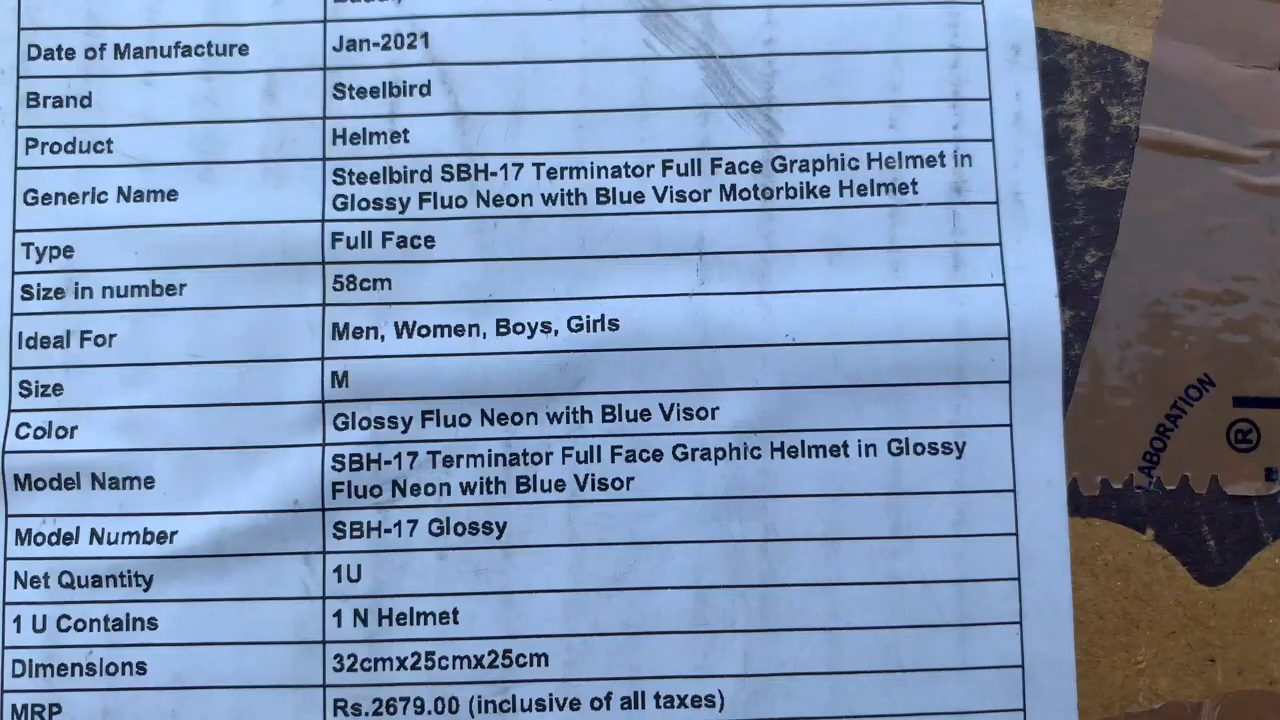 Date of Manufacture Jan-2021
Brand Steelbird
Product Helmet
Generic Name Steelbird SBH-17 Terminator Full Face Graphic Helmet in
Glossy Fluo Neon with Blue Visor Motorbike Helmet
Type Full Face
Size in number 58cm
Ideal For Men, Women, Boys, Girls
Size M
Color Glossy Fluo Neon with Blue Visor
Model Name SBH-17 Terminator Full Face Graphic Helmet in Glossy
Fluo Neon with Blue Visor
Model Number SBH-17 Glossy
Net Quantity 1U
1 U Contains 1 N Helmet
Dimensions 32cmx25cmx25cm
MRP Rs.2679.00 (inclusive of all taxes)
®